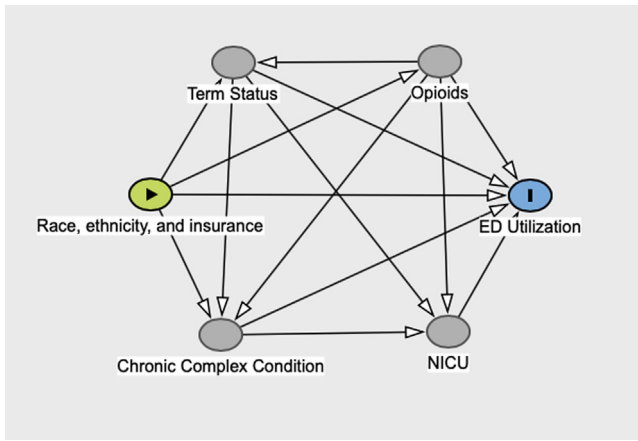 Term Status
Opioids
Race, ethnicity, and insurance
ED Utilization
Chronic Complex Condition
NICU